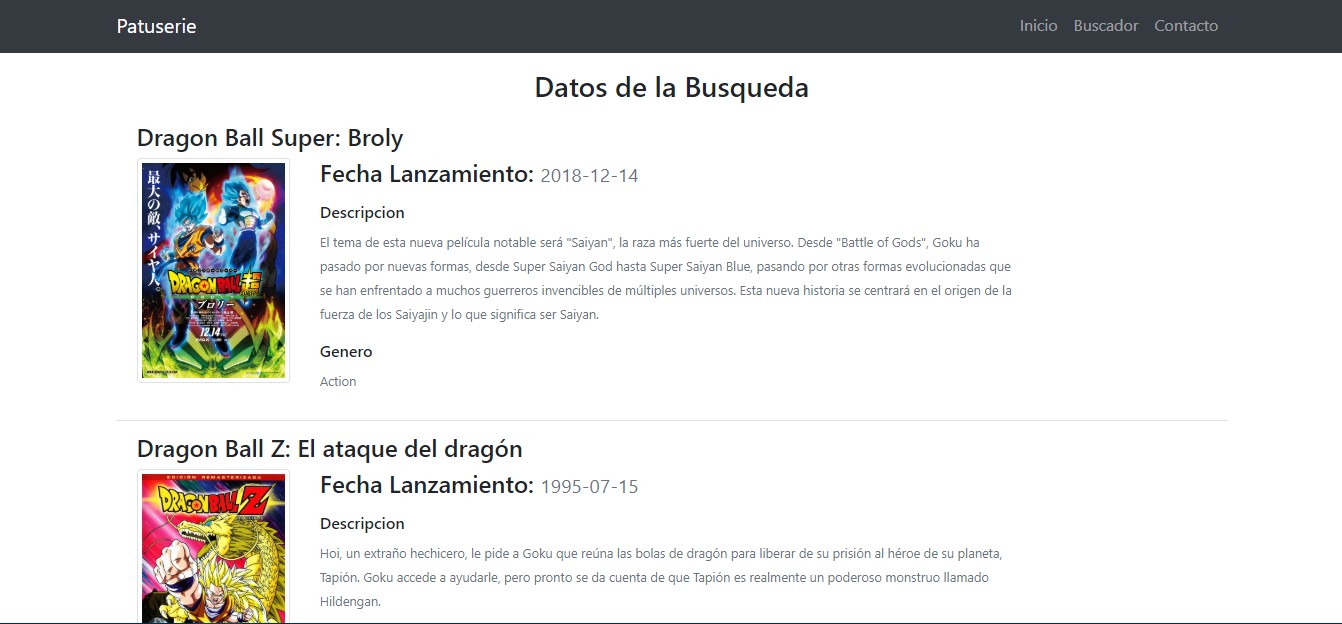 Patuserie
Inicio Buscador Contacto
Datos de la Busqueda
Dragon Ball Super: Broly
最大の敵、サイヤ人。
DRAGON BALL超
ブロリー
12.14
Fecha Lanzamiento: 2018-12-14
Descripcion
El tema de esta nueva película notable será "Saiyan", la raza más fuerte del universo. Desde "Battle of Gods", Goku ha
pasado por nuevas formas, desde Super Saiyan God hasta Super Saiyan Blue, pasando por otras formas evolucionadas que
se han enfrentado a muchos guerreros invencibles de múltiples universos. Esta nueva historia se centrará en el origen de la
fuerza de los Saiyajin y lo que significa ser Saiyan.
Genero
Action
Dragon Ball Z: El ataque del dragón
EDICIÓN REMASTERIZADA
DRAGON BALL Z
Fecha Lanzamiento: 1995-07-15
Descripcion
Hoi, un extraño hechicero, le pide a Goku que reúna las bolas de dragón para liberar de su prisión al héroe de su planeta,
Tapión. Goku accede a ayudarle, pero pronto se da cuenta de que Tapión es realmente un poderoso monstruo llamado
Hildengan.